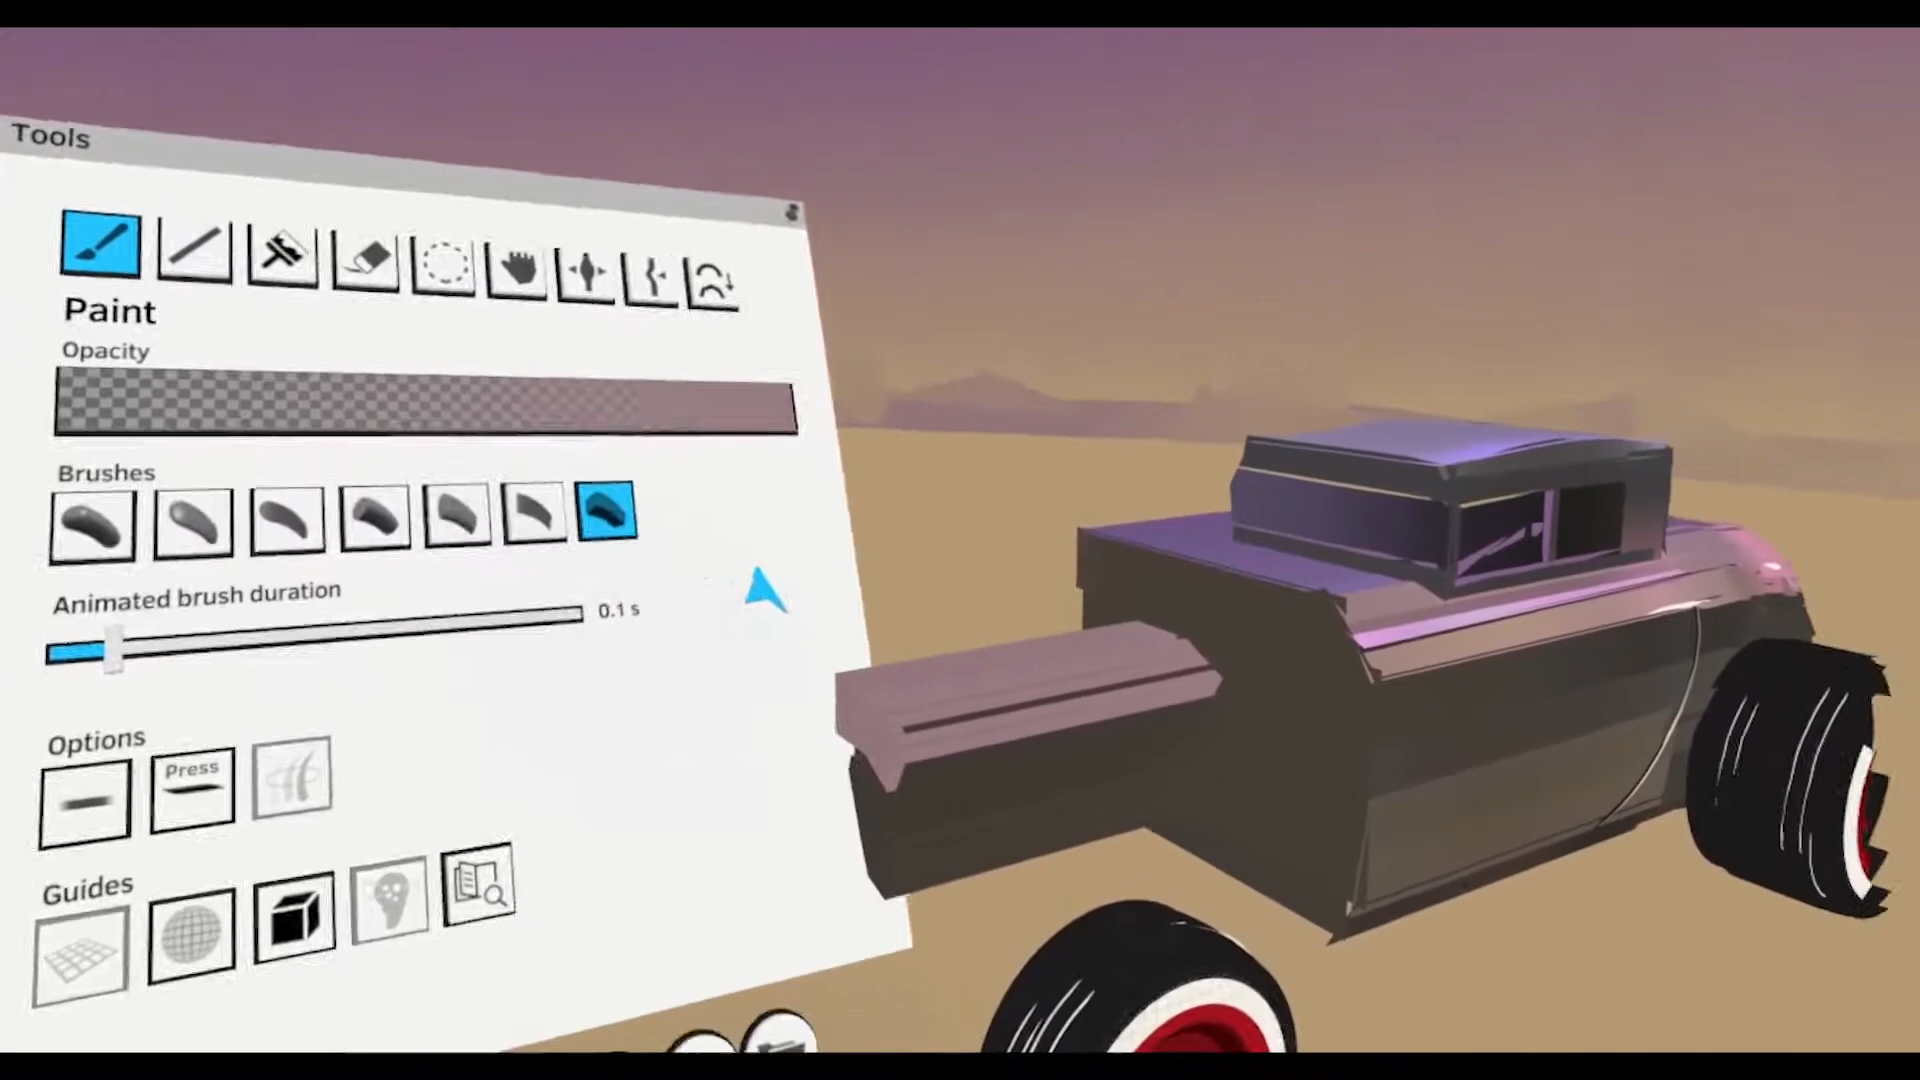 Tools
Paint
Opacity
Brushes
Animated brush duration
0.1 s
Options
Press
Guides